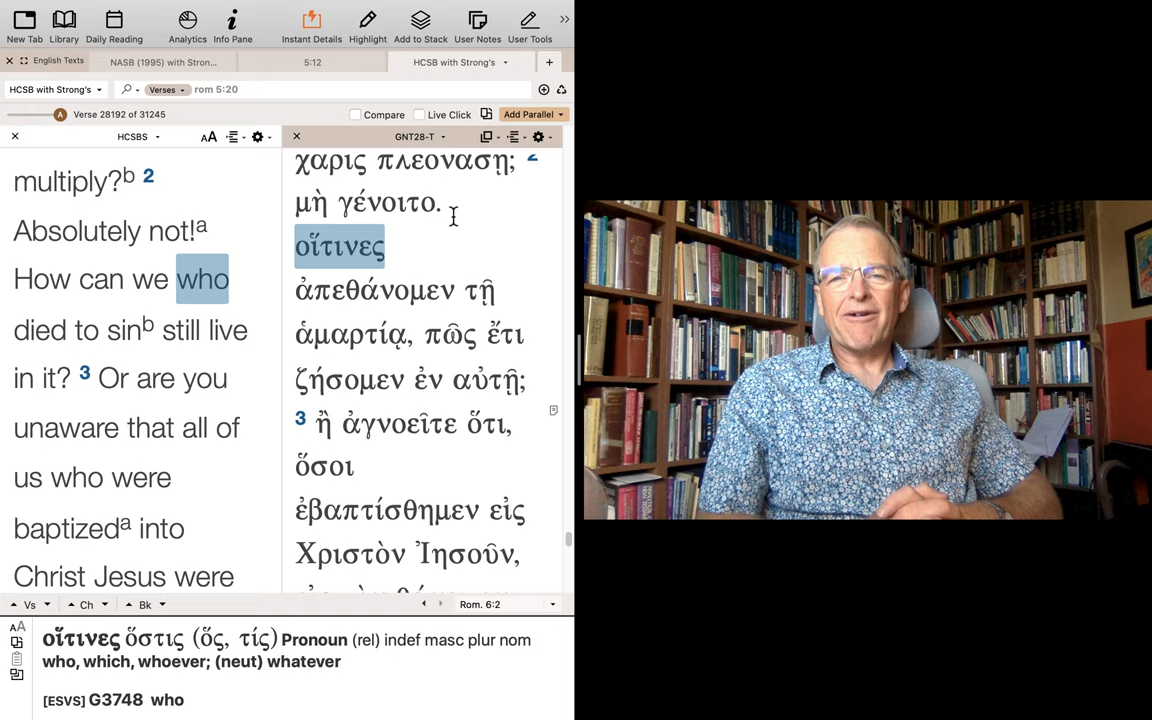 New Tab Library Daily Reading Analytics Info Pane Instant Details Highlight Add to Stack User Notes User Tools
English Texts NASB (1995) with Stron... 5:12 HCSB with Strong's
HCSB with Strong's Verses rom 5:20
A Verse 28192 of 31245 Compare Live Click Add Parallel
HCSBS AA GNT28-T
multiply?b 2
Absolutely not!a
How can we who
died to sinb still live
in it? 3 Or are you
unaware that all of
us who were
baptizeda into
Christ Jesus were
χάρις πλεονάσῃ; 2
μὴ γένοιτο.
οἵτινες
ἀπεθάνομεν τῇ
ἁμαρτίᾳ, πῶς ἔτι
ζήσομεν ἐν αὐτῇ;
3 ἢ ἀγνοεῖτε ὅτι,
ὅσοι
ἐβαπτίσθημεν εἰς
Χριστὸν Ἰησοῦν,
Vs Ch Bk Rom. 6:2
οἵτινες ὅστις (ὅς, τίς) Pronoun (rel) indef masc plur nom
who, which, whoever; (neut) whatever
[ESVS] G3748 who